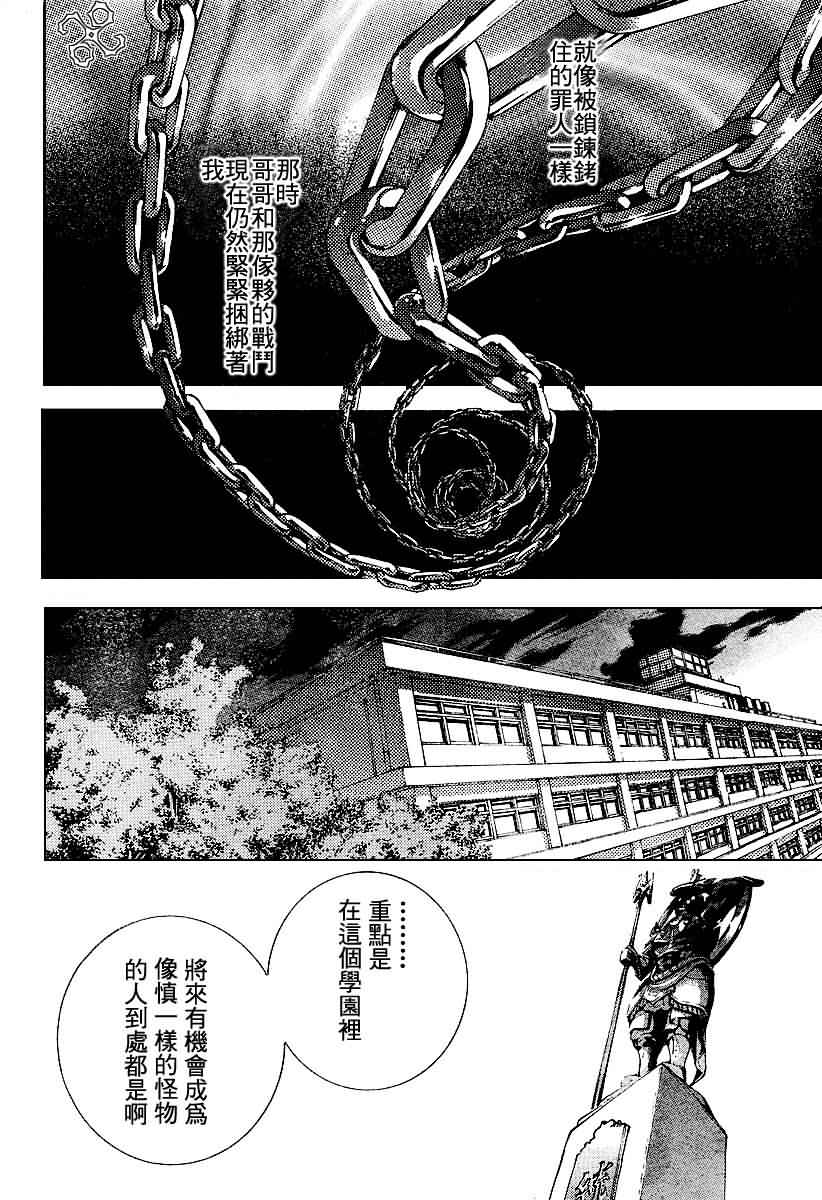 就像被鎖鍊銬
住的罪人一樣
那時
哥哥和那傢夥的戰鬥
現在仍然緊緊捆綁著
我
………
重點是
在這個學園裡
將來有機會成為
像慎一樣的怪物
的人到處都是啊